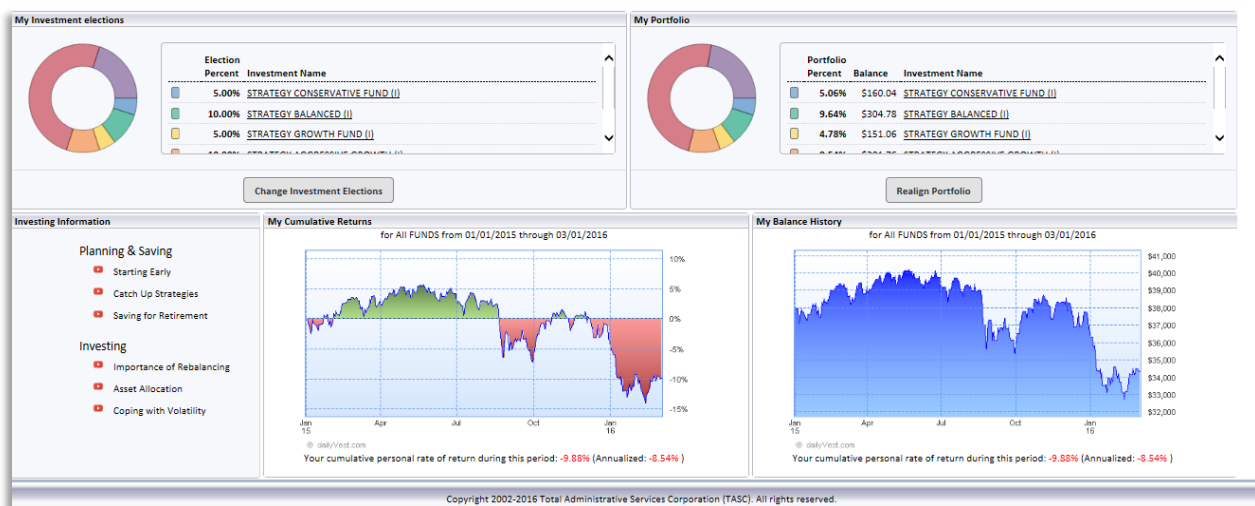 My Investment elections
Election
Percent Investment Name
5.00% STRATEGY CONSERVATIVE FUND (I)
10.00% STRATEGY BALANCED (I)
5.00% STRATEGY GROWTH FUND (I)
10.00% STRATEGY AGGRESSIVE GROWTH (I)
Change Investment Elections
My Portfolio
Portfolio
Percent Balance Investment Name
5.06% $160.04 STRATEGY CONSERVATIVE FUND (I)
9.64% $304.78 STRATEGY BALANCED (I)
4.78% $151.06 STRATEGY GROWTH FUND (I)
STRATEGY AGGRESSIVE GROWTH (I)
Realign Portfolio
Investing Information
Planning & Saving
Starting Early
Catch Up Strategies
Saving for Retirement
Investing
Importance of Rebalancing
Asset Allocation
Coping with Volatility
My Cumulative Returns
for All FUNDS from 01/01/2015 through 03/01/2016
10%
5%
0%
-5%
-10%
-15%
Jan Apr Jul Oct Jan
15 16
© dailyVest.com
Your cumulative personal rate of return during this period: -9.88% (Annualized: -8.54% )
My Balance History
for All FUNDS from 01/01/2015 through 03/01/2016
$41,000
$40,000
$39,000
$38,000
$37,000
$36,000
$35,000
$34,000
$33,000
$32,000
Jan Apr Jul Oct Jan
15 16
© dailyVest.com
Your cumulative personal rate of return during this period: -9.88% (Annualized: -8.54% )
Copyright 2002-2016 Total Administrative Services Corporation (TASC). All rights reserved.